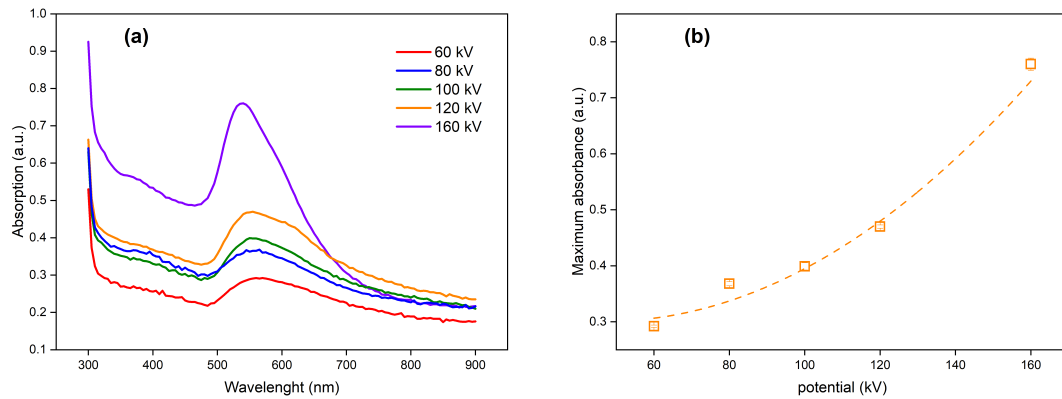 (a)
60 kV
80 kV
100 kV
120 kV
160 kV
Absorption (a.u.)
1.0
0.9
0.8
0.7
0.6
0.5
0.4
0.3
0.2
0.1
300 400 500 600 700 800 900
Wavelenght (nm)
(b)
Maximum absorbance (a.u.)
0.8
0.7
0.6
0.5
0.4
0.3
60 80 100 120 140 160
potential (kV)